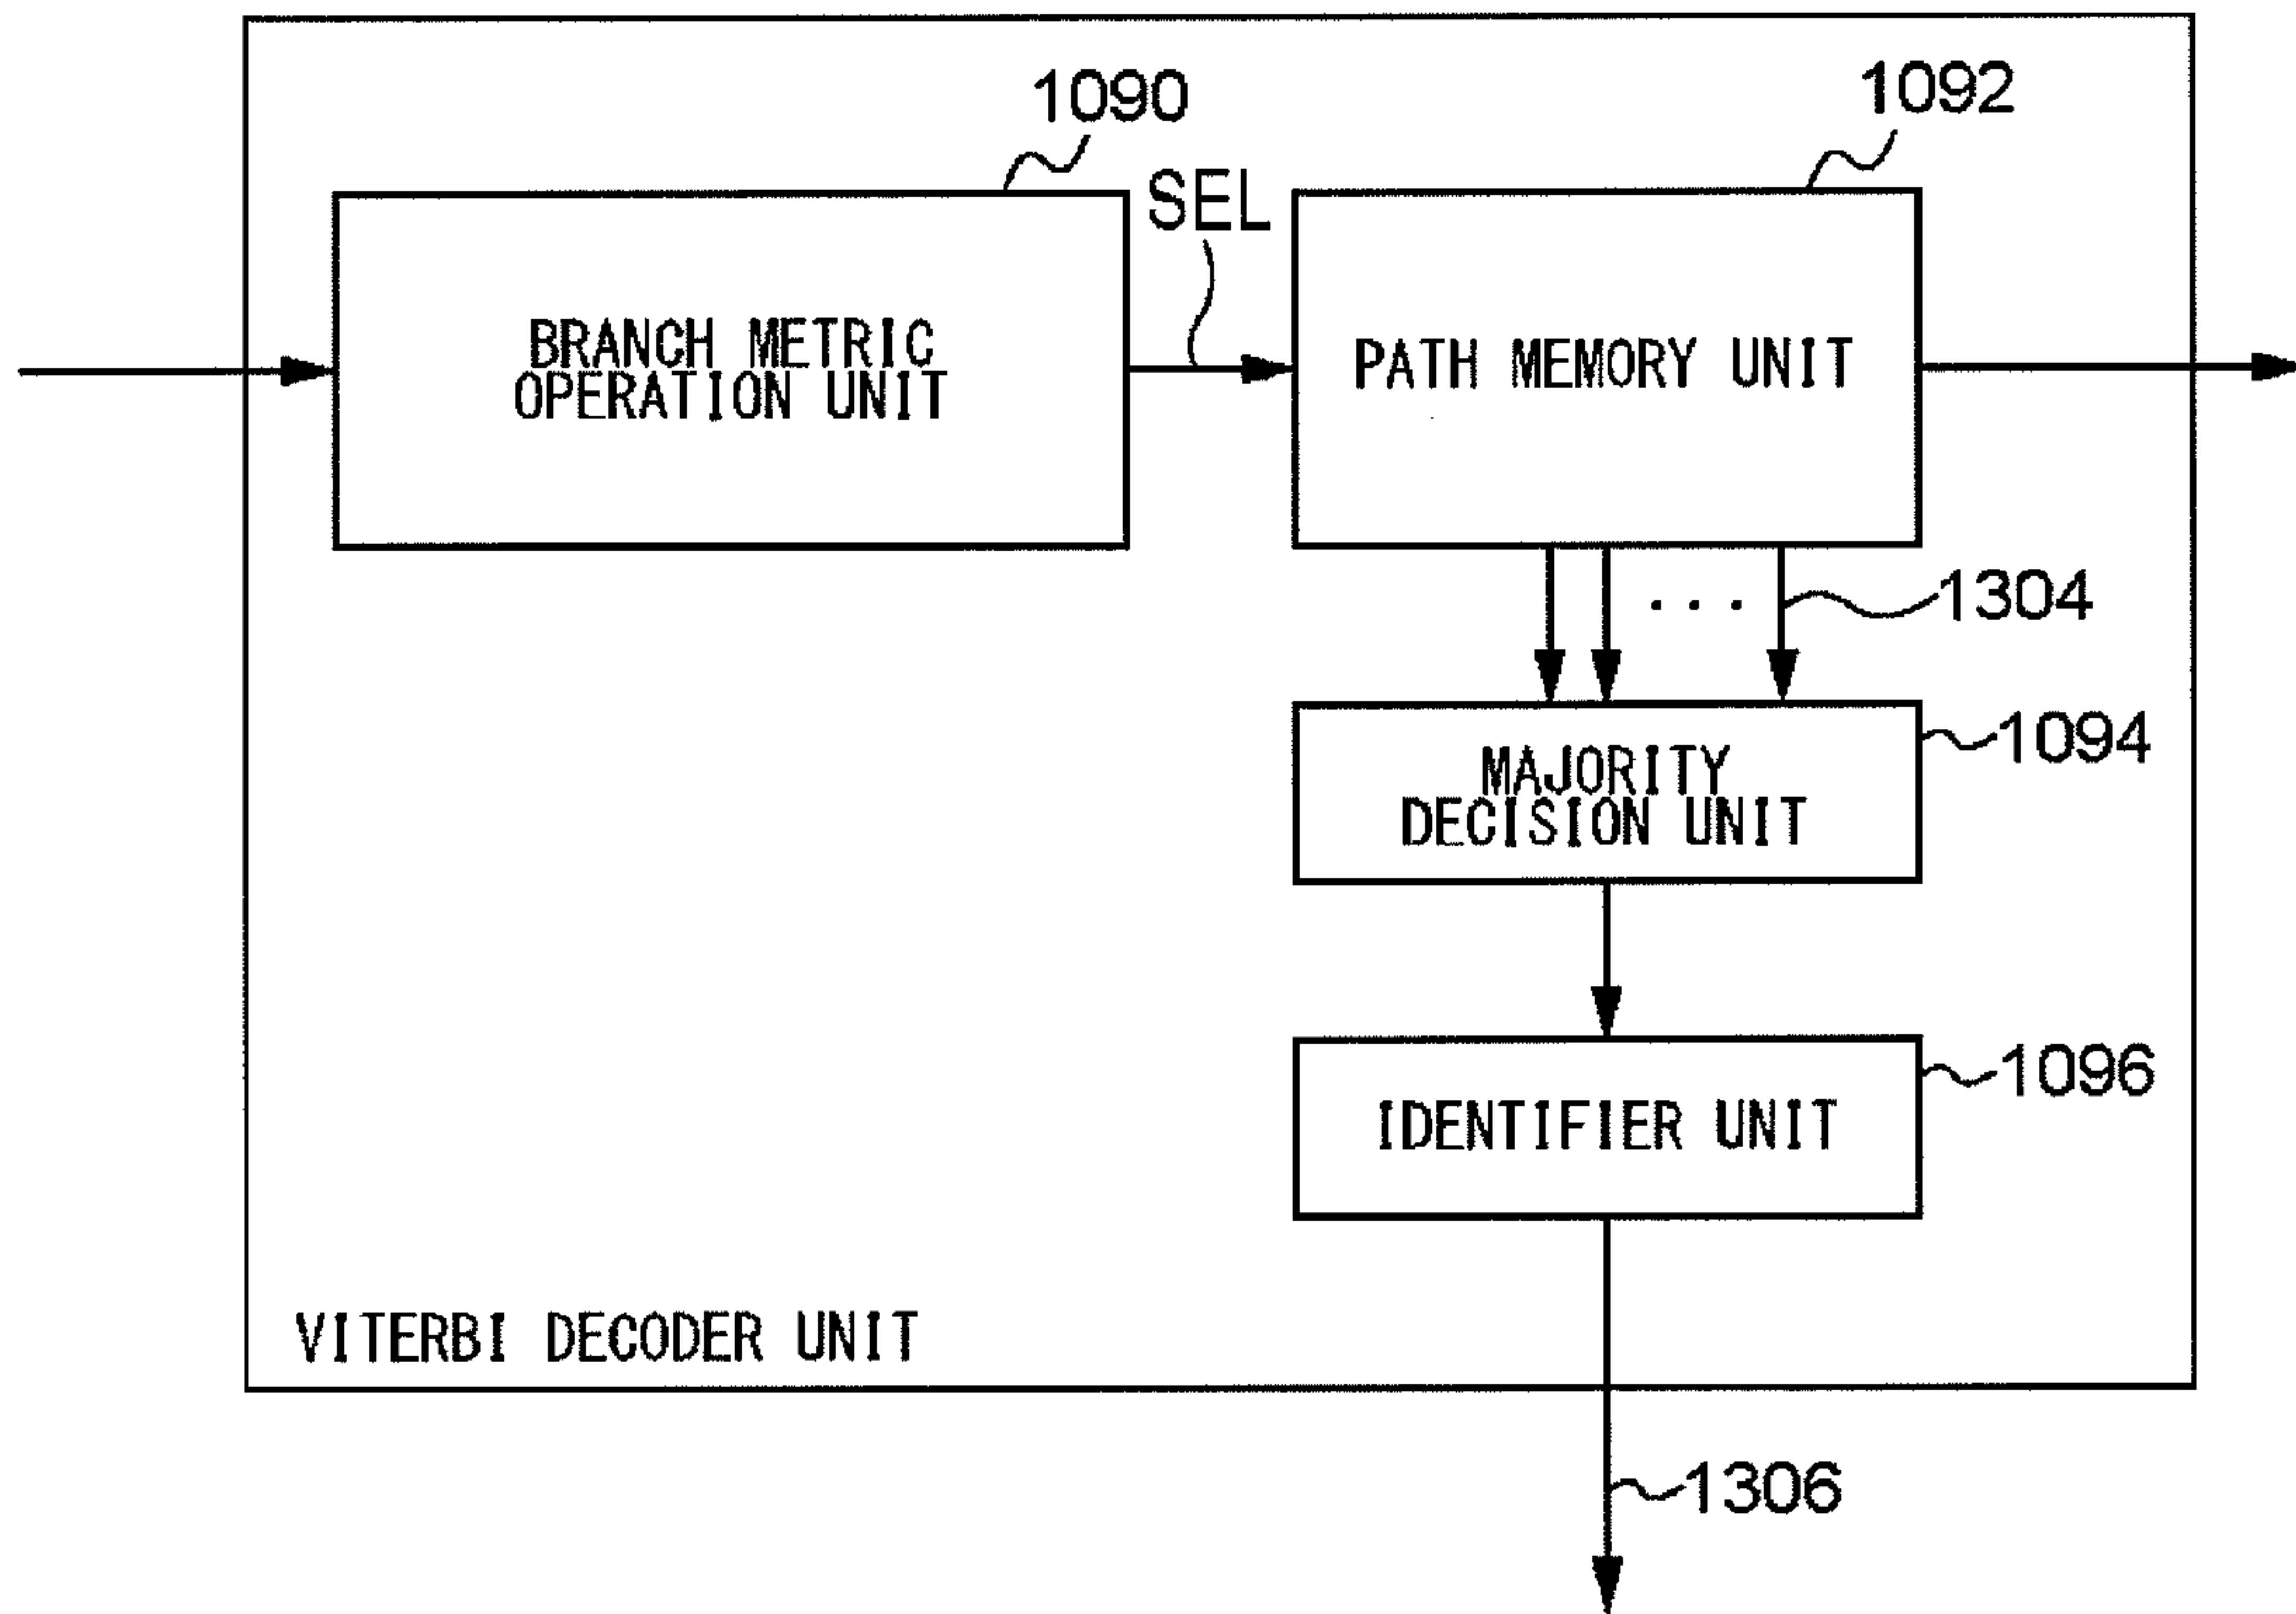 1090
1092
SEL
BRANCH METRIC
OPERATION UNIT
PATH MEMORY UNIT
...
1304
1094
MAJORITY
DECISION UNIT
1096
IDENTIFIER UNIT
VITERBI DECODER UNIT
1306